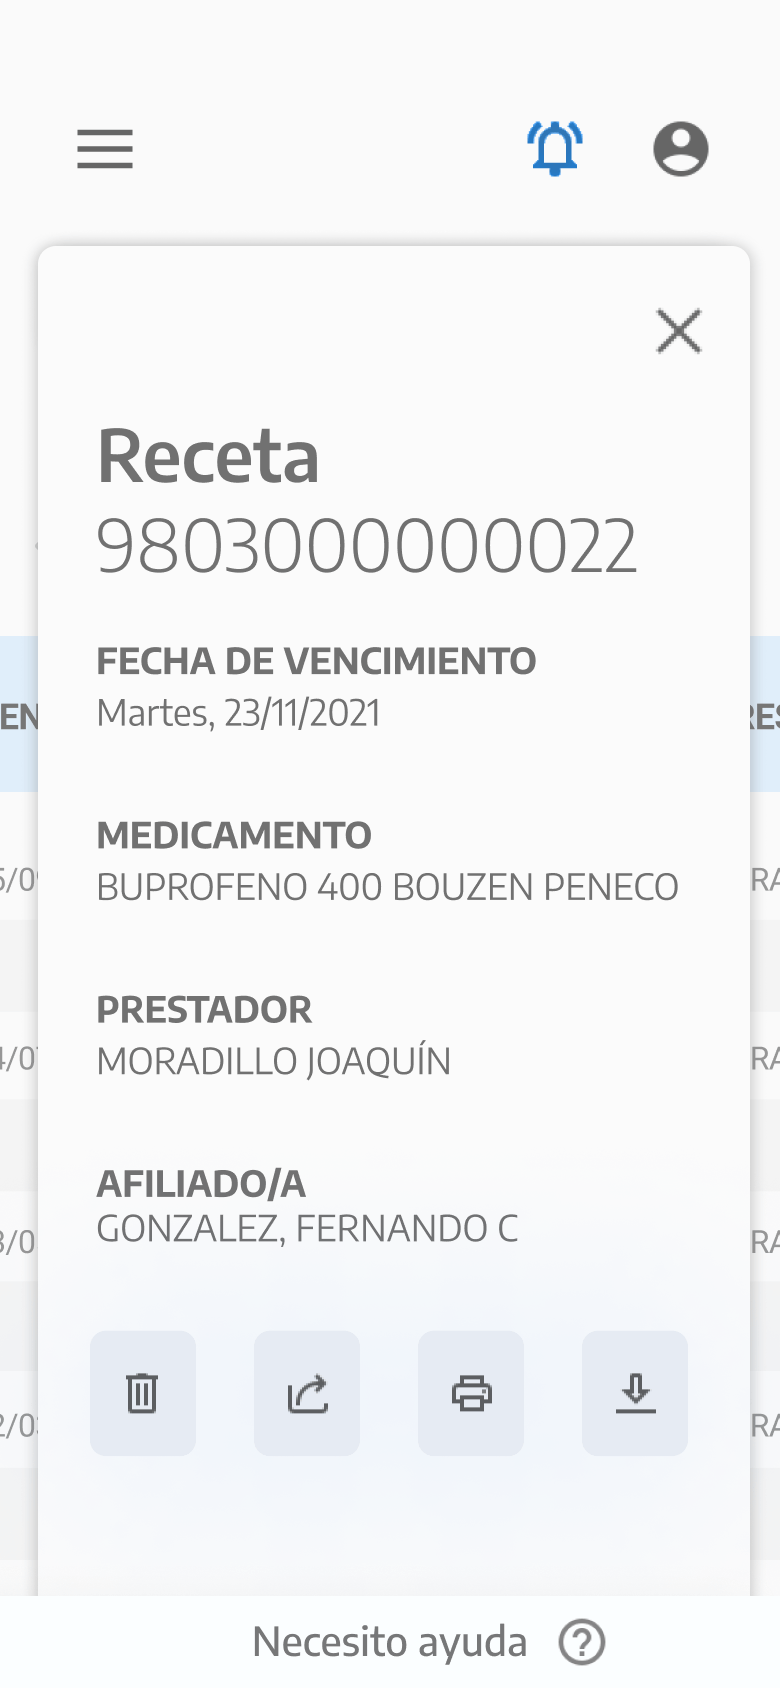 Receta
9803000000022
FECHA DE VENCIMIENTO
Martes, 23/11/2021
MEDICAMENTO
BUPROFENO 400 BOUZEN PENECO
PRESTADOR
MORADILLO JOAQUÍN
AFILIADO/A
GONZALEZ, FERNANDO C
Necesito ayuda